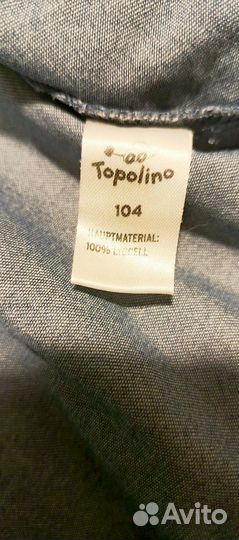 Topolino
104
HAUPTMATERIAL:
100% LYOCELL
Avito